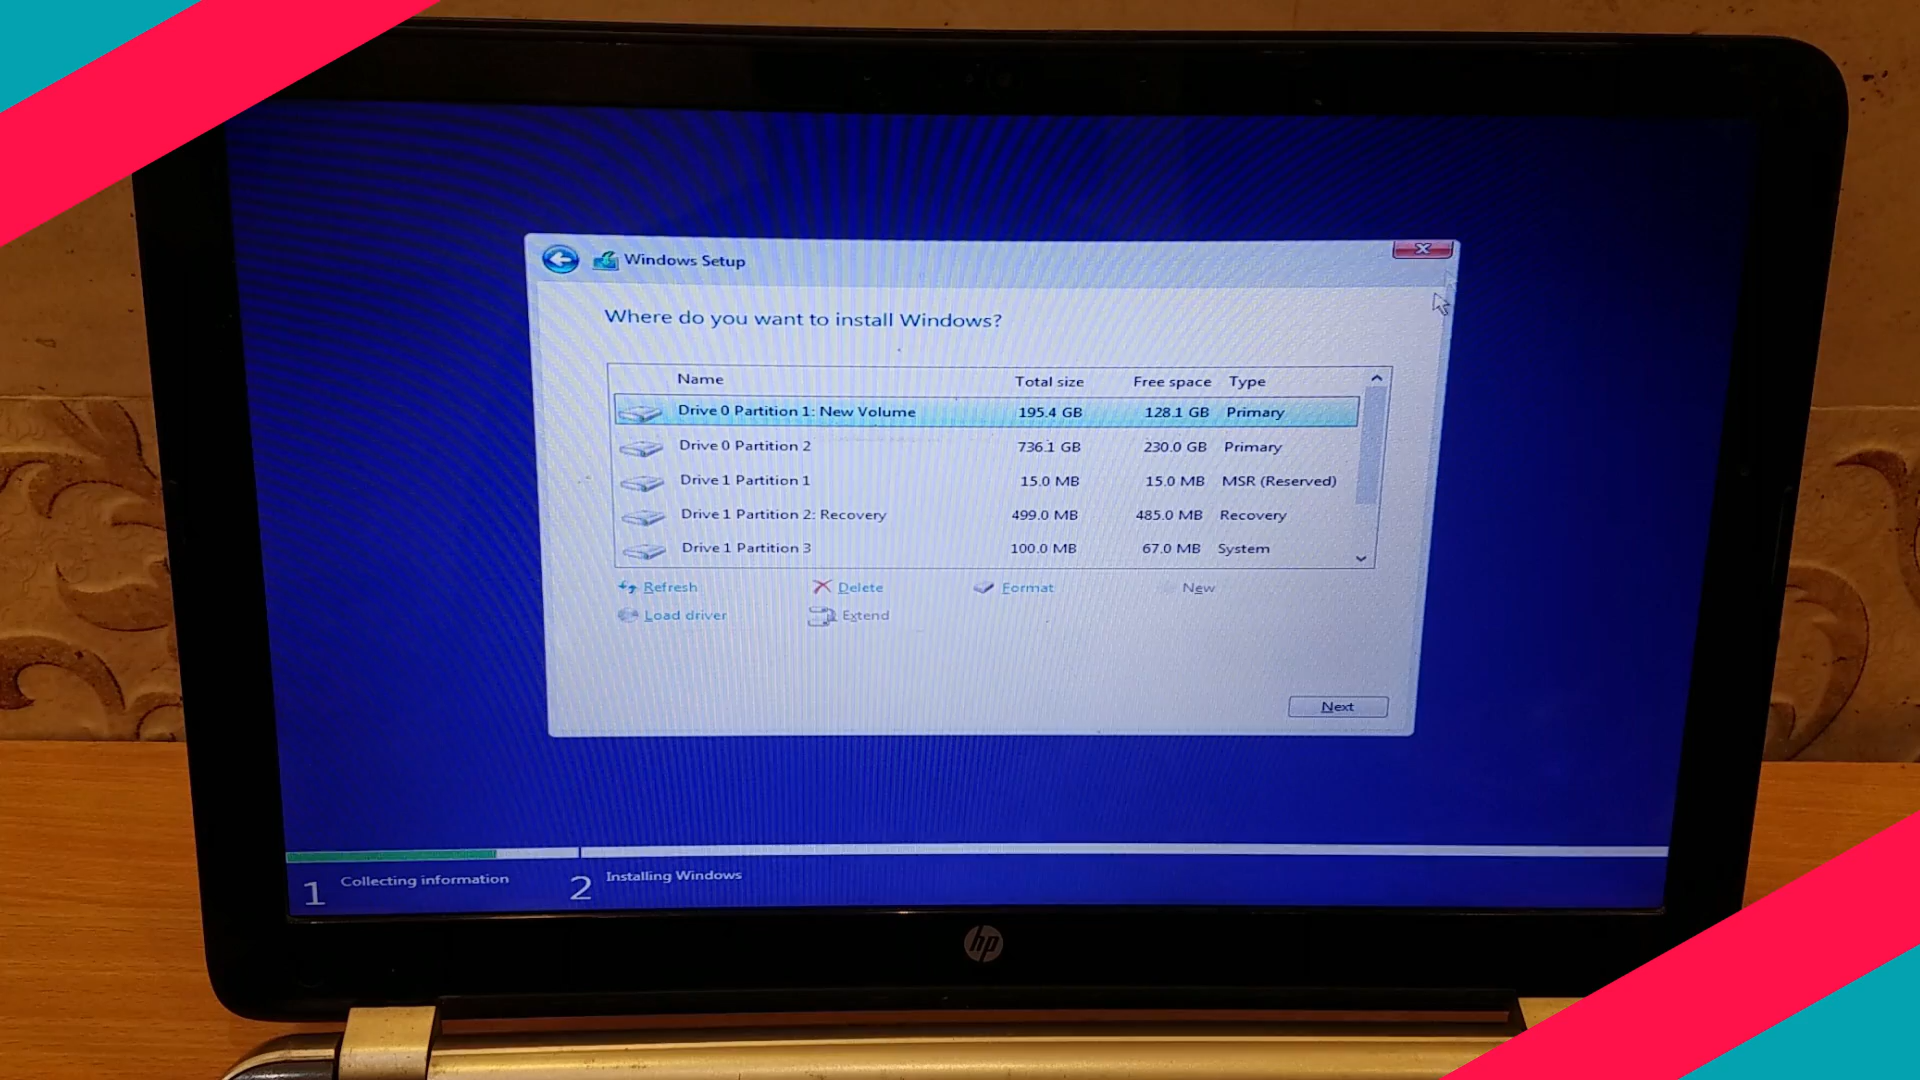 Windows Setup
Where do you want to install Windows?
Name Total size Free space Type
Drive 0 Partition 1: New Volume 195.4 GB 128.1 GB Primary
Drive 0 Partition 2 736.1 GB 230.0 GB Primary
Drive 1 Partition 1 15.0 MB 15.0 MB MSR (Reserved)
Drive 1 Partition 2: Recovery 499.0 MB 485.0 MB Recovery
Drive 1 Partition 3 100.0 MB 67.0 MB System
Refresh Delete Format New
Load driver Extend
Next
1 Collecting information 2 Installing Windows
hp